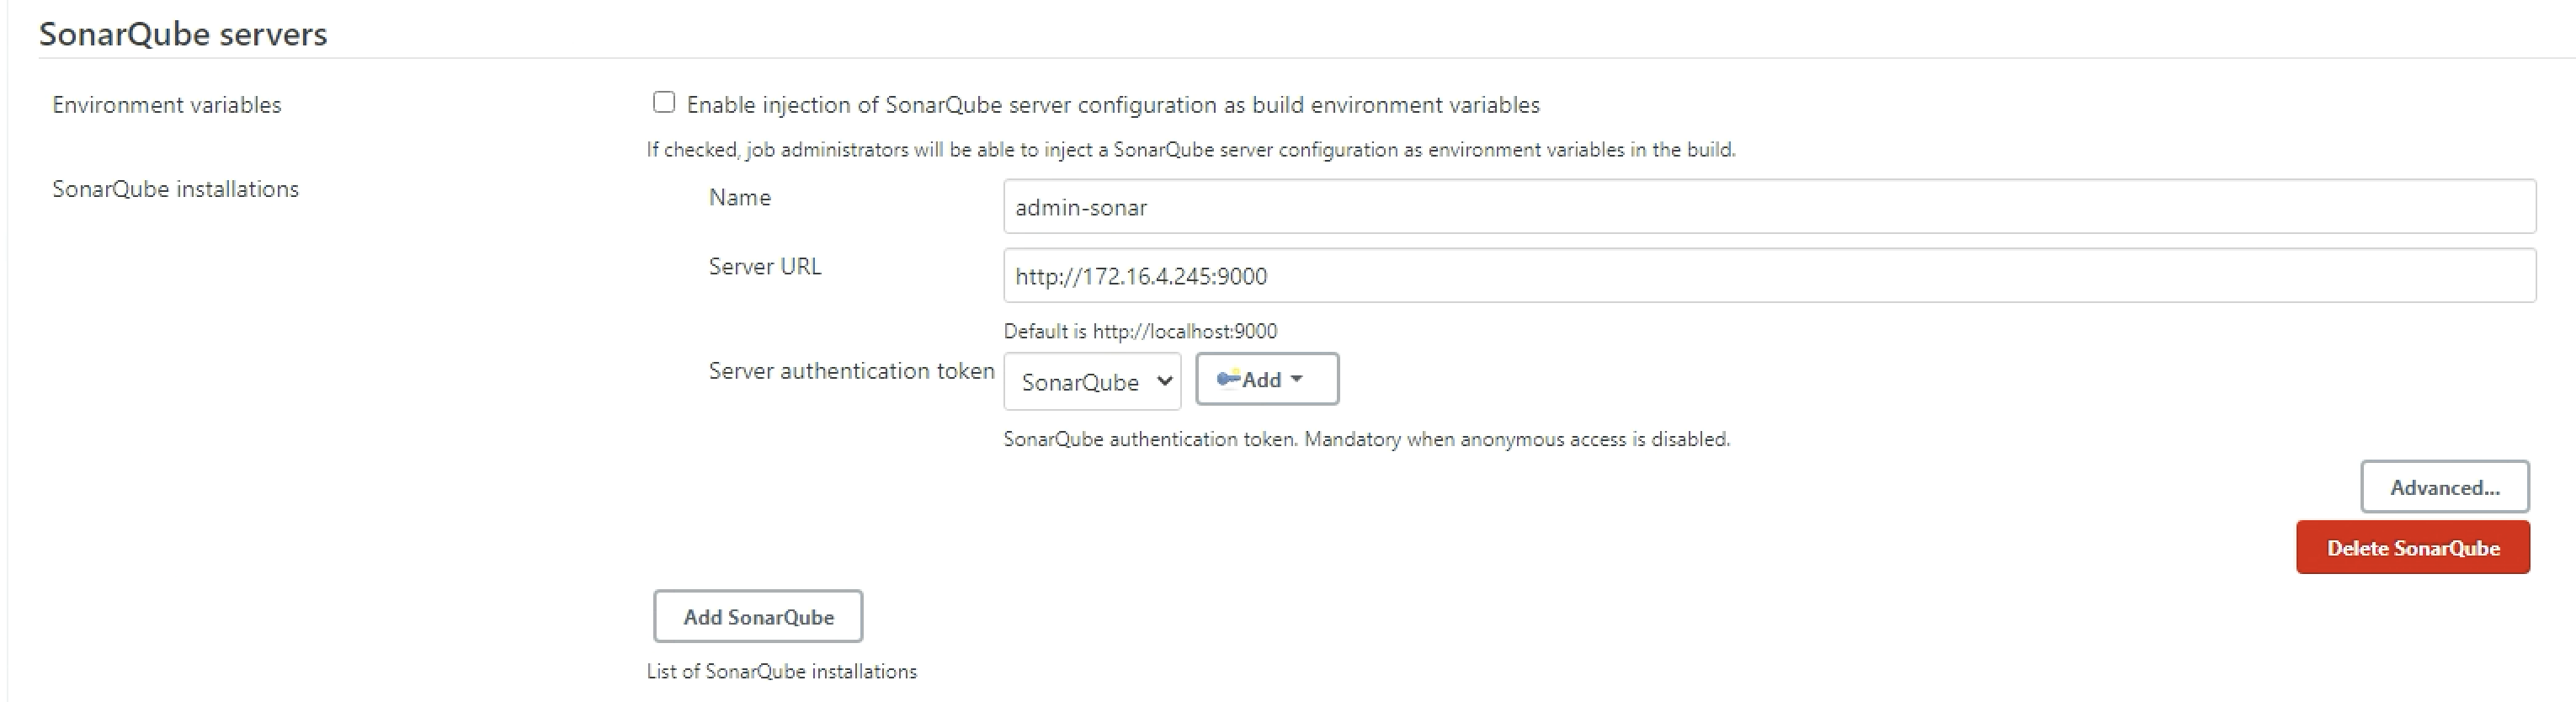 SonarQube servers
Environment variables
Enable injection of SonarQube server configuration as build environment variables
If checked, job administrators will be able to inject a SonarQube server configuration as environment variables in the build.
SonarQube installations
Name
admin-sonar
Server URL
http://172.16.4.245:9000
Default is http://localhost:9000
Server authentication token
SonarQube
Add
SonarQube authentication token. Mandatory when anonymous access is disabled.
Advanced...
Delete SonarQube
Add SonarQube
List of SonarQube installations